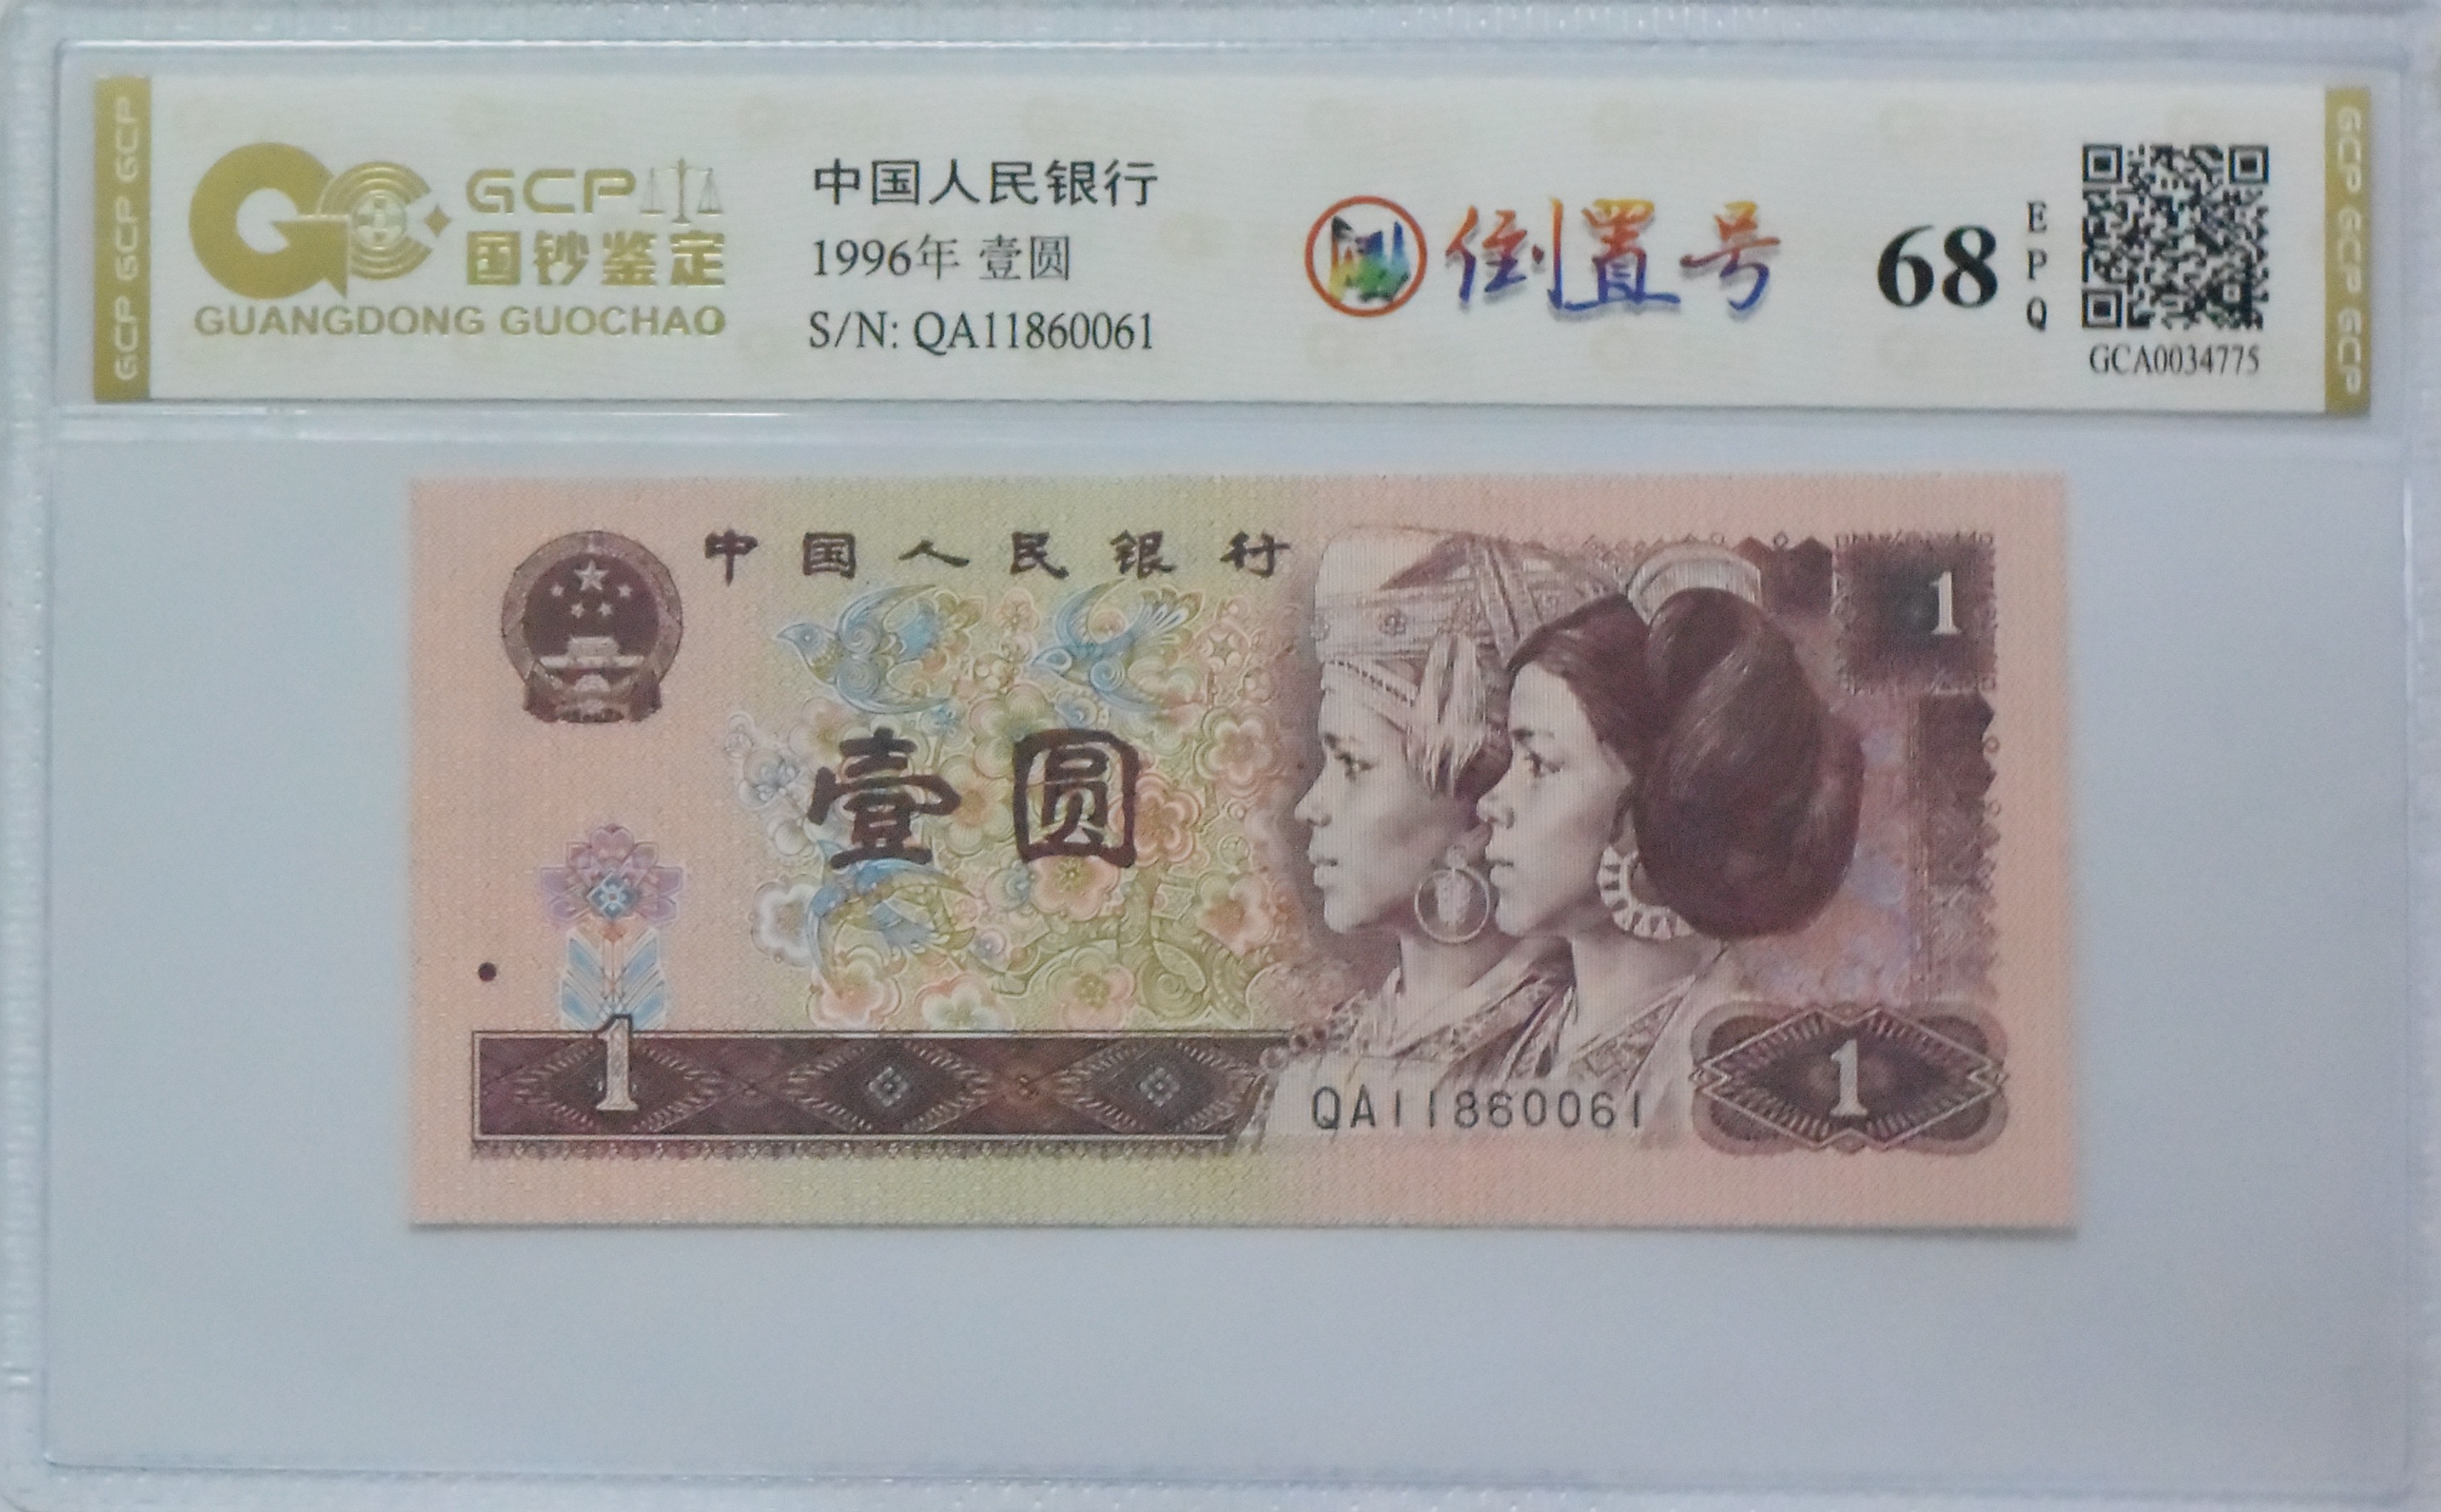 GCP GCP GCP
GCP 国钞鉴定
GUANGDONG GUOCHAO
中国人民银行
1996年 壹圆
S/N: QA11860061
倒置号
68
EPQ
GCA0034775
GCP GCP GCP GCP
中国人民银行
1
壹圆
1
QA11860061
1